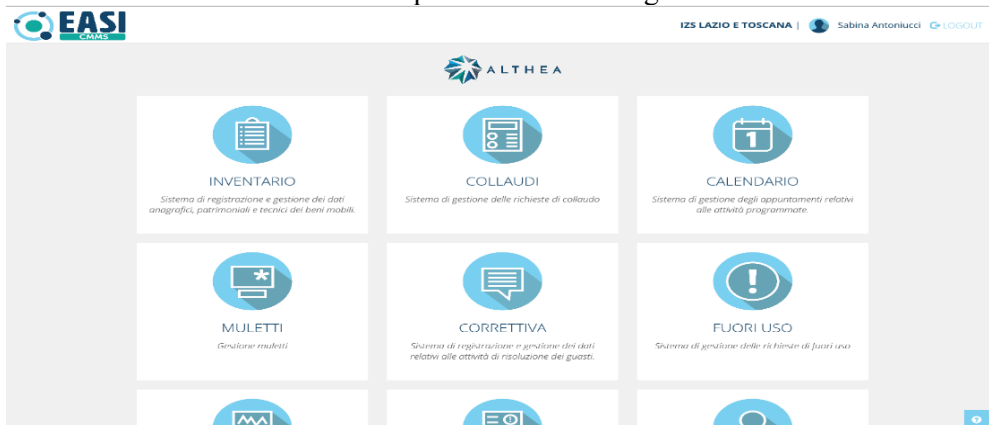 EASI
CMMS
IZS LAZIO E TOSCANA | Sabina Antoniucci LOGOUT
ALTHEA
INVENTARIO
Sistema di registrazione e gestione dei dati
anagrafici, patrimoniali e tecnici dei beni mobili.
COLLAUDI
Sistema di gestione delle richieste di collaudo
CALENDARIO
1
Sistema di gestione degli appuntamenti relativi
alle attività programmate.
MULETTI
Gestione muletti
CORRETTIVA
Sistema di registrazione e gestione dei dati
relativi alle attività di risoluzione dei guasti.
FUORI USO
Sistema di gestione delle richieste di fuori uso